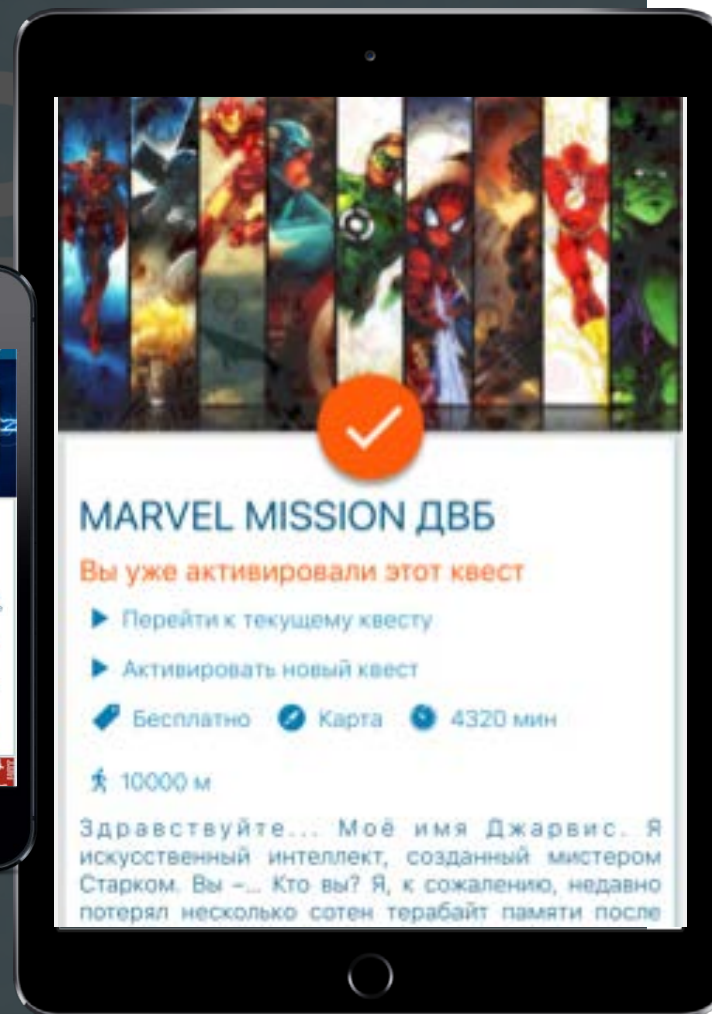 MARVEL MISSION ДВБ
Вы уже активировали этот квест
Перейти к текущему квесту
Активировать новый квест
Бесплатно Карта 4320 мин
10000 м
Здравствуйте... Моё имя Джарвис. Я
искусственный интеллект, созданный мистером
Старком. Вы –... Кто вы? Я, к сожалению, недавно
потерял несколько сотен терабайт памяти после